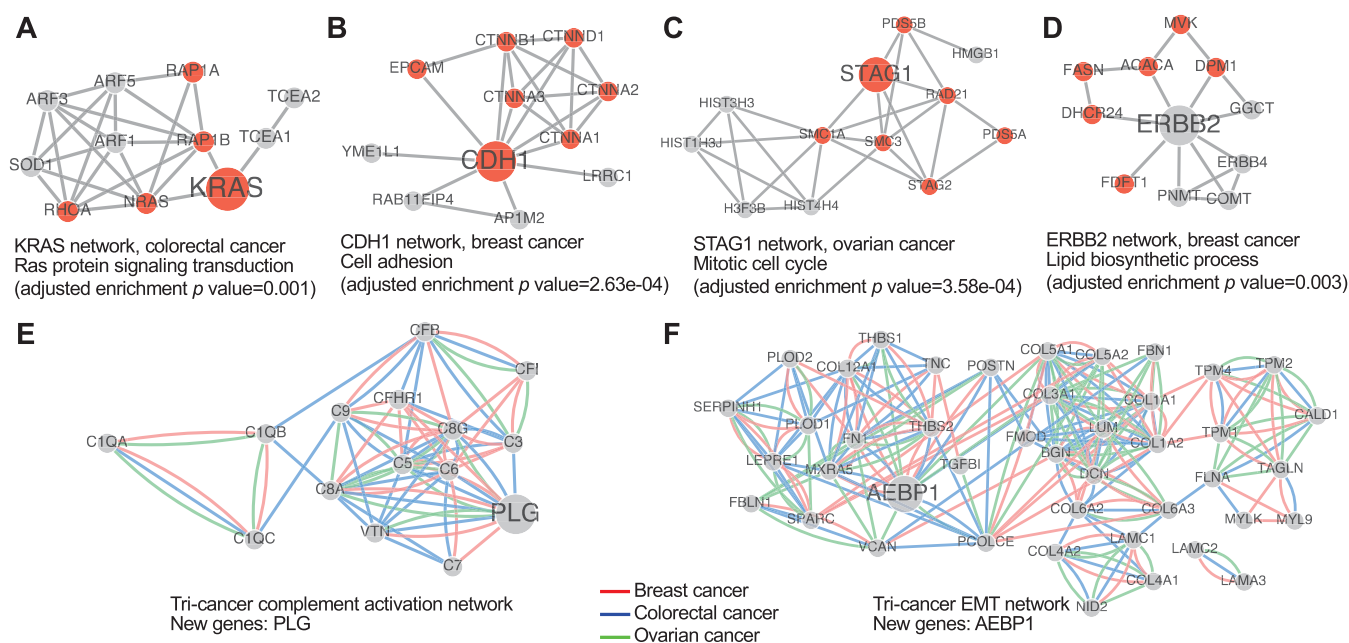 A
RAP1A
ARF5
ARF3
TCEA2
ARF1
RAP1B
TCEA1
SOD1
KRAS
RHOA
NRAS
KRAS network, colorectal cancer
Ras protein signaling transduction
(adjusted enrichment p value=0.001)
B
CTNNB1
CTNND1
EPCAM
CTNNA3
CTNNA2
CTNNA1
YME1L1
CDH1
LRRC1
RAB11FIP4
AP1M2
CDH1 network, breast cancer
Cell adhesion
(adjusted enrichment p value=2.63e-04)
C
PDS5B
HMGB1
STAG1
RAD21
HIST3H3
SMC1A
SMC3
PDS5A
HIST1H3J
STAG2
H3F3B
HIST4H4
STAG1 network, ovarian cancer
Mitotic cell cycle
(adjusted enrichment p value=3.58e-04)
D
MVK
FASN
ACACA
DPM1
DHCR24
GGCT
ERBB2
ERBB4
FDFT1
PNMT
COMT
ERBB2 network, breast cancer
Lipid biosynthetic process
(adjusted enrichment p value=0.003)
E
CFB
CFI
CFHR1
C9
C1QA
C1QB
C8G
C3
C5
C6
C8A
PLG
VTN
C1QC
C7
Tri-cancer complement activation network
New genes: PLG
Breast cancer
Colorectal cancer
Ovarian cancer
F
THBS1
PLOD2
COL12A1
TNC
POSTN
COL5A1
COL5A2
FBN1
TPM4
TPM2
SERPINH1
COL3A1
COL1A1
PLOD1
FN1
THBS2
FMOD
LUM
COL1A2
TPM1
CALD1
LEPRE1
MXRA5
TGFBI
BGN
DCN
FLNA
TAGLN
AEBP1
FBLN1
SPARC
COL6A2
COL6A3
MYLK
MYL9
VCAN
PCOLCE
COL4A2
LAMC1
LAMC2
COL4A1
LAMA3
NID2
Tri-cancer EMT network
New genes: AEBP1